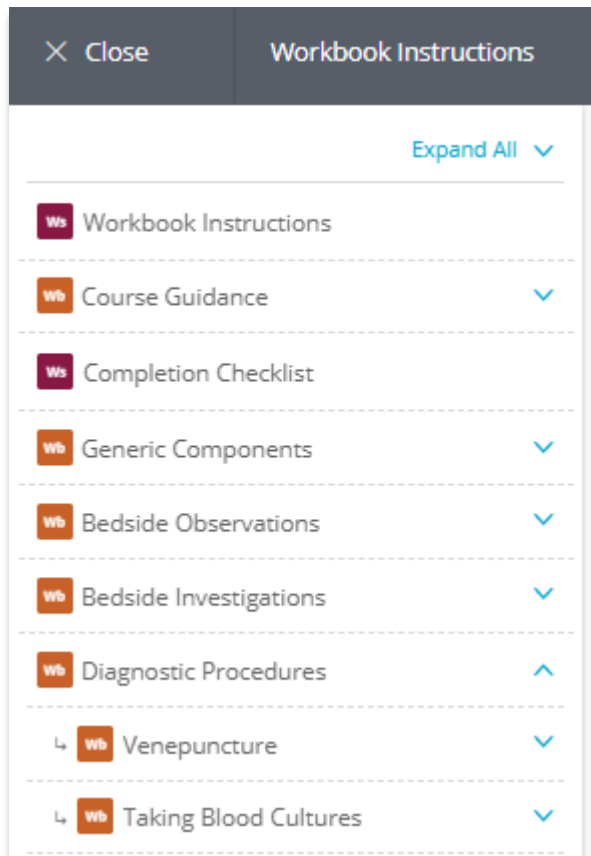 Close
Workbook Instructions
Expand All
Ws Workbook Instructions
Wb Course Guidance
Ws Completion Checklist
Wb Generic Components
Wb Bedside Observations
Wb Bedside Investigations
Wb Diagnostic Procedures
Wb Venepuncture
Wb Taking Blood Cultures